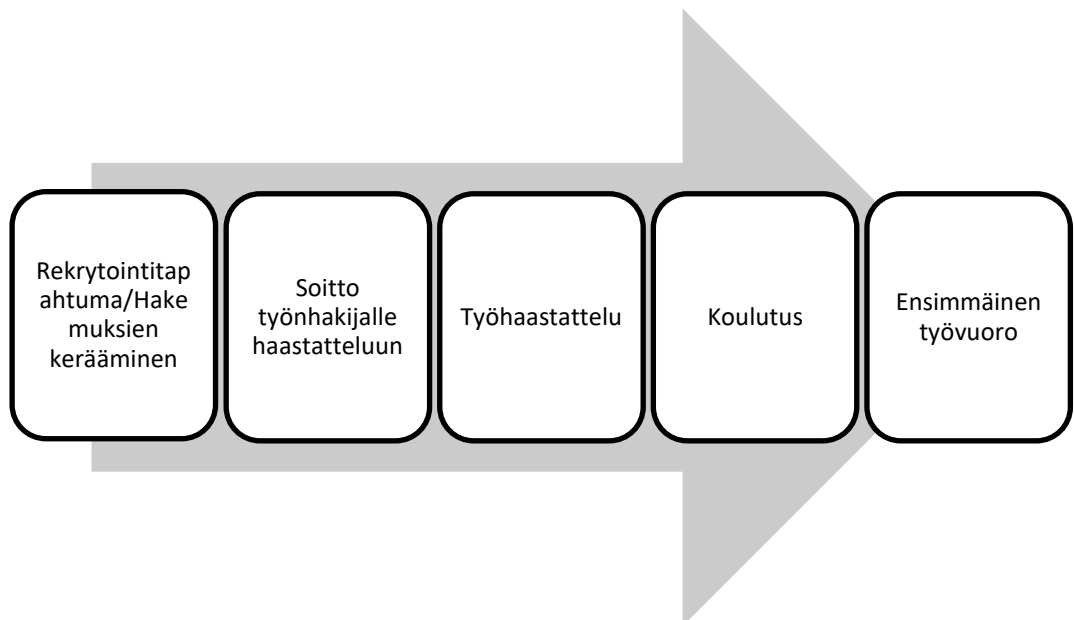 Rekrytointitap
ahtuma/Hake
muksien
kerääminen
Soitto
työnhakijalle
haastatteluun
Työhaastattelu
Koulutus
Ensimmäinen
työvuoro